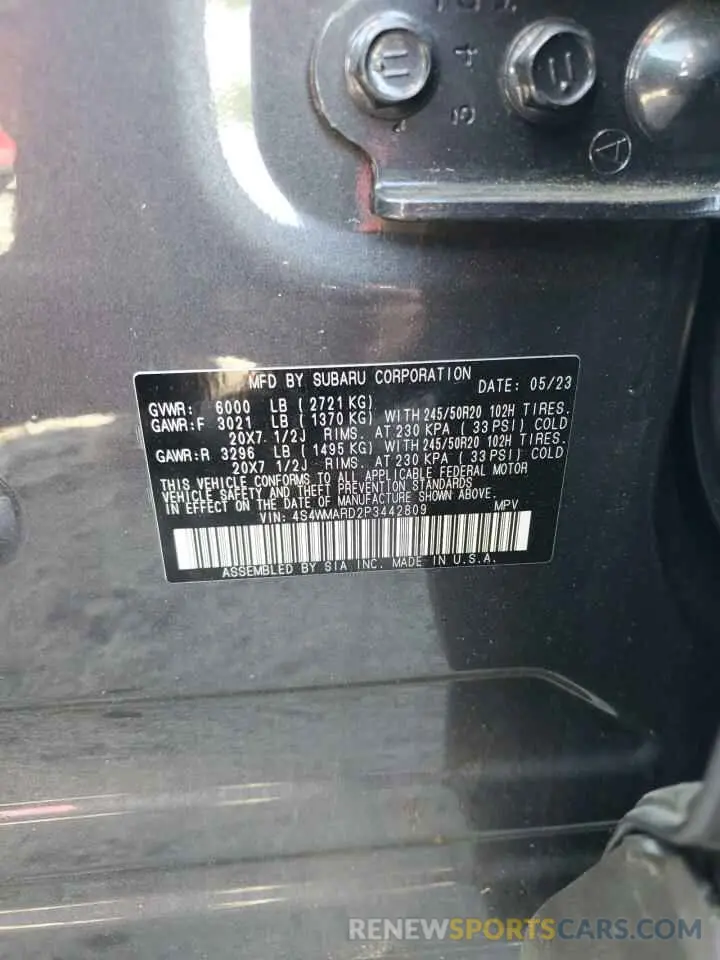 4
A
MFD BY SUBARU CORPORATION DATE: 05/23
GVWR: 6000 LB ( 2721 KG)
GAWR:F 3021 LB ( 1370 KG) WITH 245/50R20 102H TIRES.
20X7 1/2J RIMS. AT 230 KPA ( 33 PSI) COLD
GAWR:R 3296 LB ( 1495 KG) WITH 245/50R20 102H TIRES.
20X7 1/2J RIMS. AT 230 KPA ( 33 PSI) COLD
THIS VEHICLE CONFORMS TO ALL APPLICABLE FEDERAL MOTOR
VEHICLE SAFETY AND THEFT PREVENTION STANDARDS
IN EFFECT ON THE DATE OF MANUFACTURE SHOWN ABOVE.
VIN: 4S4WMARD2P3442809 MPV
ASSEMBLED BY SIA INC. MADE IN U.S.A.
RENEWSPORTSCARS.COM